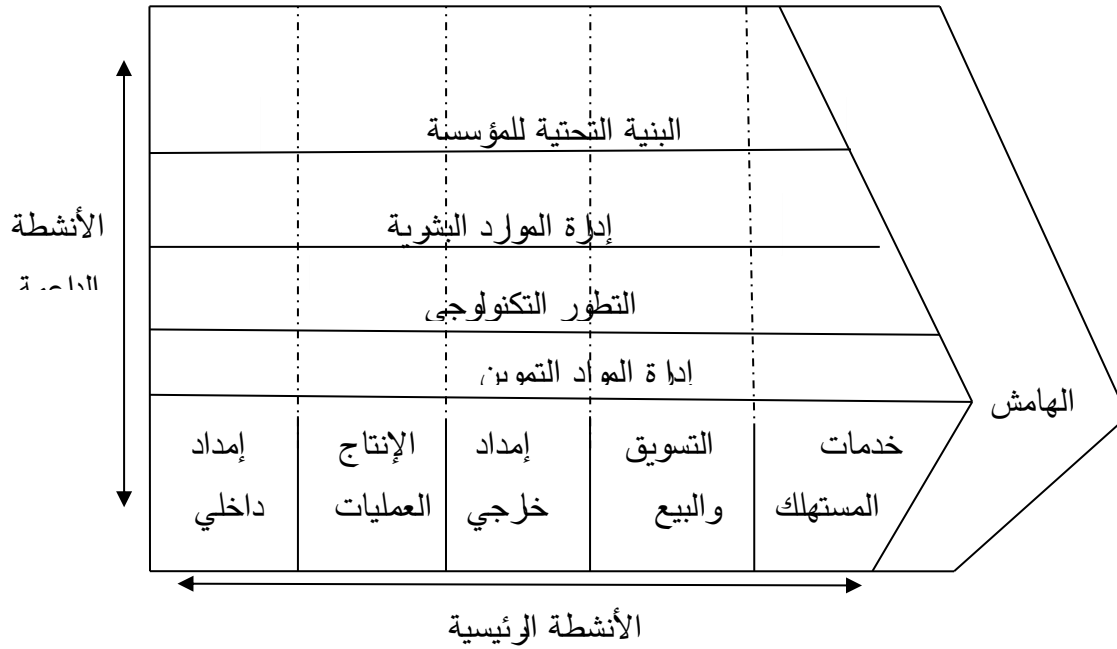 البنية التحتية للمؤسسة
إدارة الموارد البشرية
الأنشطة
الداعمة
التطور التكنولوجي
إدارة المواد التموين
الهامش
خدمات
المستهلك
التسويق
والبيع
إمداد
خارجي
الإنتاج
العمليات
إمداد
داخلي
الأنشطة الرئيسية